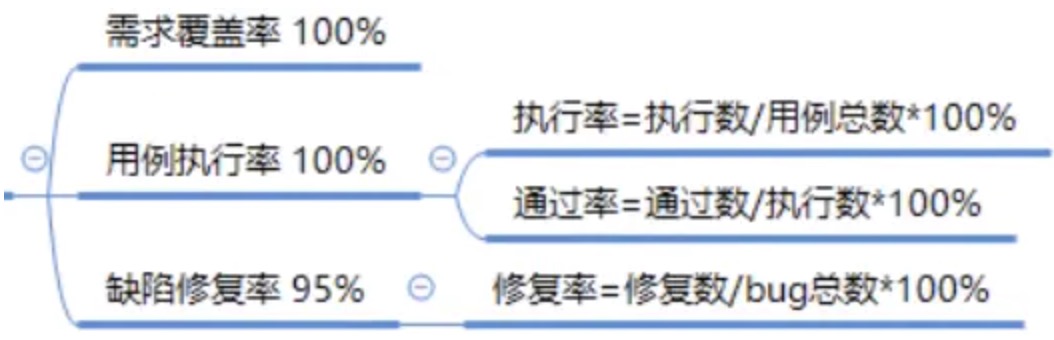 需求覆盖率 100%
执行率=执行数/用例总数*100%
用例执行率 100%
通过率=通过数/执行数*100%
缺陷修复率 95%
修复率=修复数/bug总数*100%